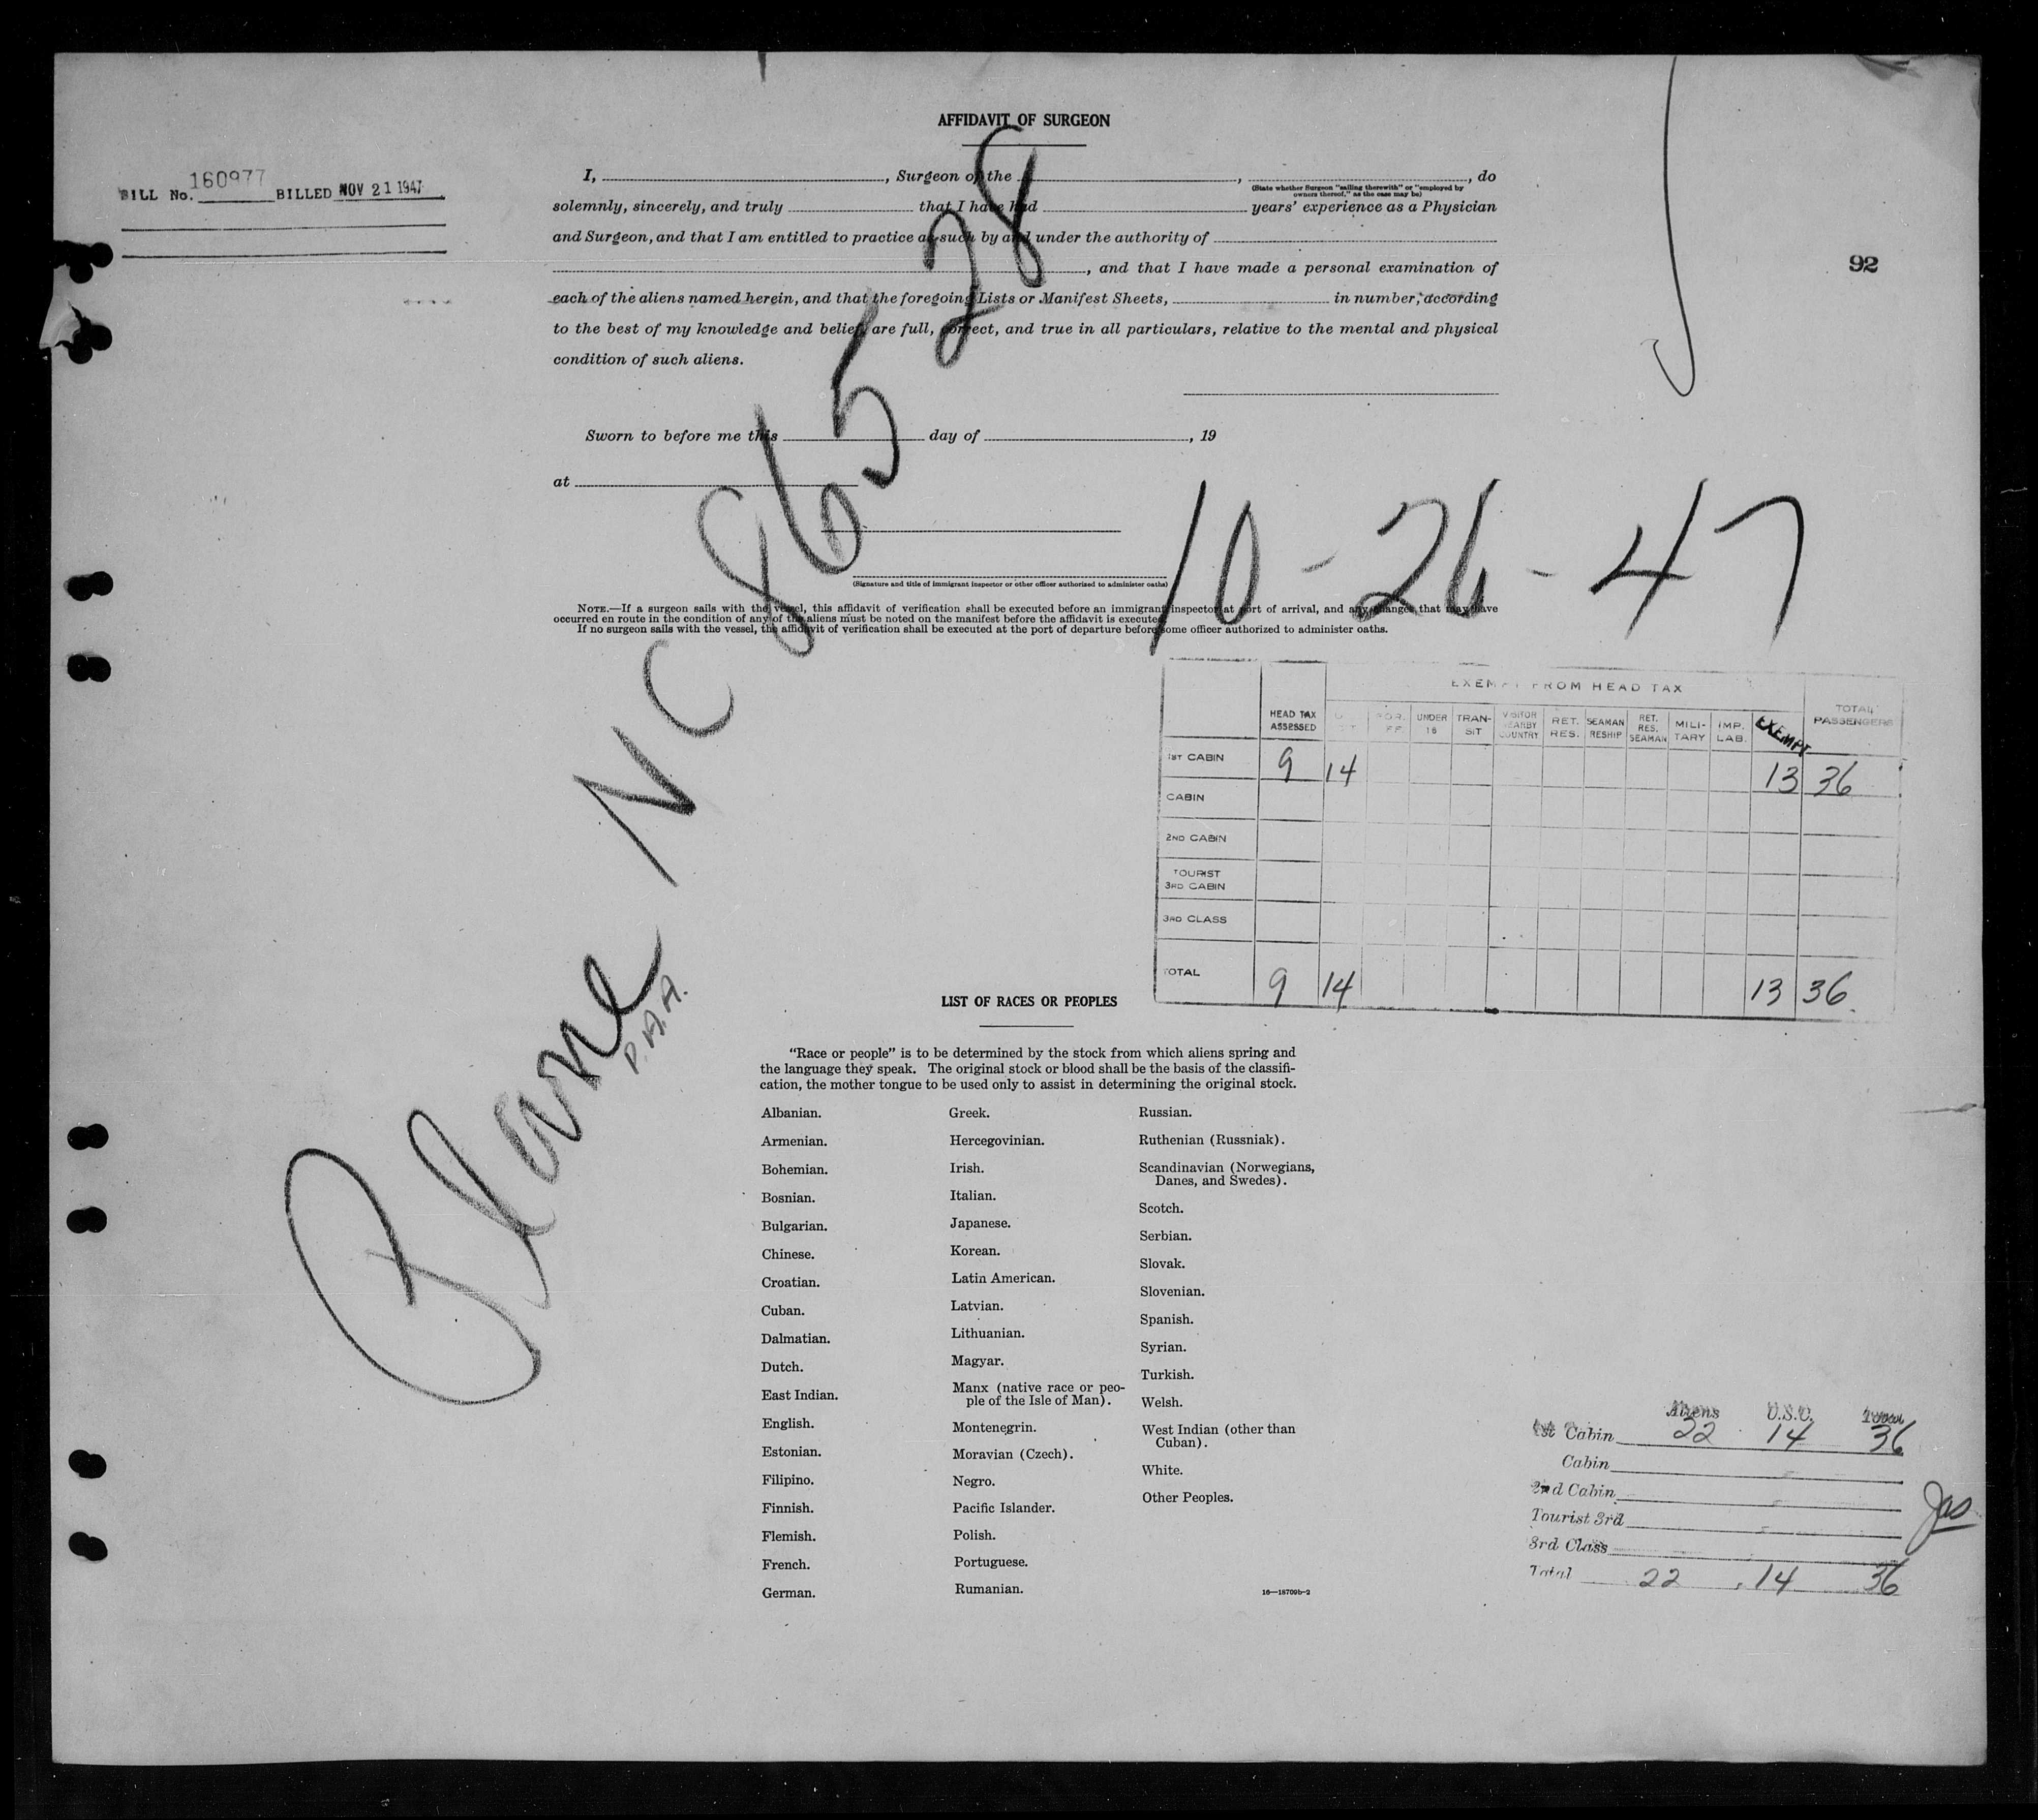 AFFIDAVIT OF SURGEON
BILL No. 160977 BILLED NOV 21 1947
I, , Surgeon of the , , do
(State whether Surgeon "sailing therewith" or "employed by
owners thereof," as the case may be)
solemnly, sincerely, and truly that I have had years' experience as a Physician
and Surgeon, and that I am entitled to practice as such by and under the authority of
, and that I have made a personal examination of
92
each of the aliens named herein, and that the foregoing Lists or Manifest Sheets, in number, according
to the best of my knowledge and belief, are full, correct, and true in all particulars, relative to the mental and physical
condition of such aliens.
Sworn to before me this day of , 19
at
(Signature and title of immigrant inspector or other officer authorized to administer oaths)
10-26-47
NOTE.—If a surgeon sails with the vessel, this affidavit of verification shall be executed before an immigrant inspector at port of arrival, and any changes that may have
occurred en route in the condition of any of the aliens must be noted on the manifest before the affidavit is executed.
If no surgeon sails with the vessel, the affidavit of verification shall be executed at the port of departure before some officer authorized to administer oaths.
Plane NC 86528
P.A.A.
EXEMPT FROM HEAD TAX
HEAD TAX ASSESSED UNDER 16 TRAN-SIT VISITOR NEARBY COUNTRY RET. RES. SEAMAN RESHIP RET. RES. SEAMAN MILI-TARY IMP. LAB. EXEMPT TOTAL PASSENGERS
1ST CABIN 9 14 13 36
CABIN
2ND CABIN
TOURIST
3RD CABIN
3RD CLASS
TOTAL 9 14 13 36
LIST OF RACES OR PEOPLES
"Race or people" is to be determined by the stock from which aliens spring and
the language they speak. The original stock or blood shall be the basis of the classifi-
cation, the mother tongue to be used only to assist in determining the original stock.
Albanian.
Armenian.
Bohemian.
Bosnian.
Bulgarian.
Chinese.
Croatian.
Cuban.
Dalmatian.
Dutch.
East Indian.
English.
Estonian.
Filipino.
Finnish.
Flemish.
French.
German.
Greek.
Hercegovinian.
Irish.
Italian.
Japanese.
Korean.
Latin American.
Latvian.
Lithuanian.
Magyar.
Manx (native race or peo-
ple of the Isle of Man).
Montenegrin.
Moravian (Czech).
Negro.
Pacific Islander.
Polish.
Portuguese.
Rumanian.
Russian.
Ruthenian (Russniak).
Scandinavian (Norwegians,
Danes, and Swedes).
Scotch.
Serbian.
Slovak.
Slovenian.
Spanish.
Syrian.
Turkish.
Welsh.
West Indian (other than
Cuban).
White.
Other Peoples.
16—18709b-2
Aliens U.S.C. Total
1st Cabin 22 14 36
Cabin
2nd Cabin
Tourist 3rd
3rd Class
Total 22 14 36